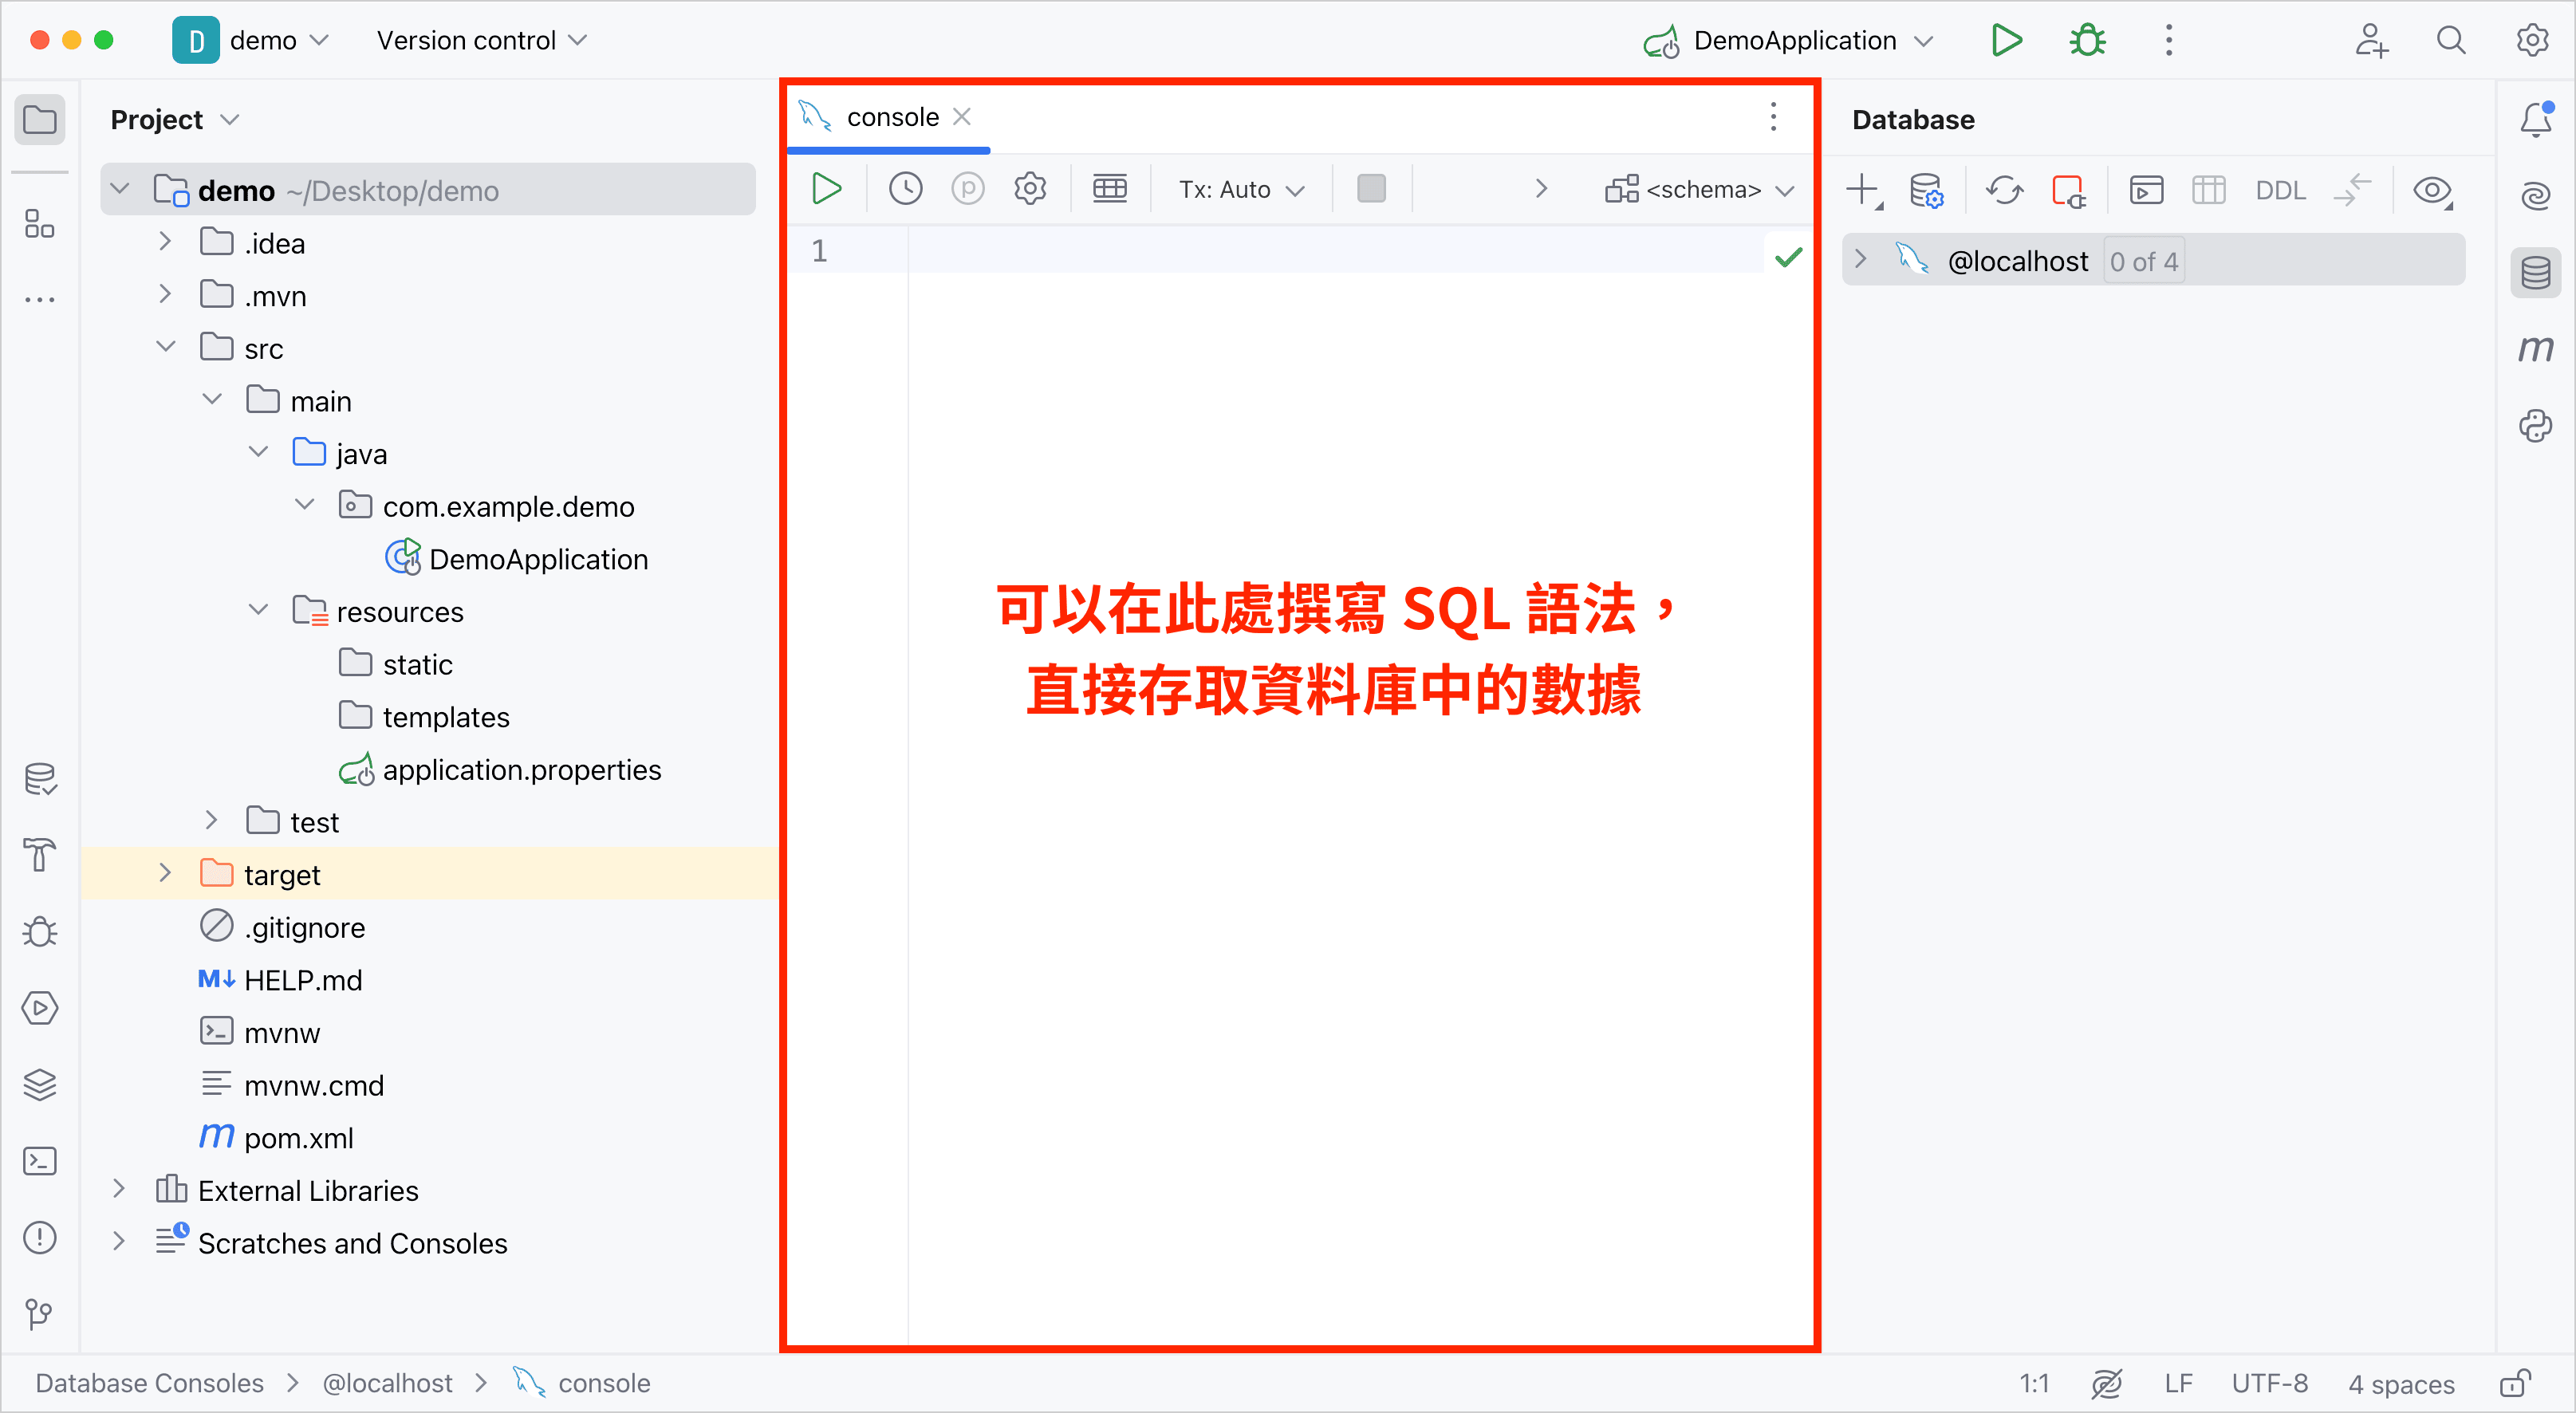 D demo Version control DemoApplication
Project
demo ~/Desktop/demo
.idea
.mvn
src
main
java
com.example.demo
DemoApplication
resources
static
templates
application.properties
test
target
.gitignore
M↓ HELP.md
mvnw
mvnw.cmd
m pom.xml
External Libraries
Scratches and Consoles
console
p Tx: Auto <schema>
1
可以在此處撰寫 SQL 語法，
直接存取資料庫中的數據
Database
DDL
@localhost 0 of 4
m
Database Consoles @localhost console 1:1 LF UTF-8 4 spaces